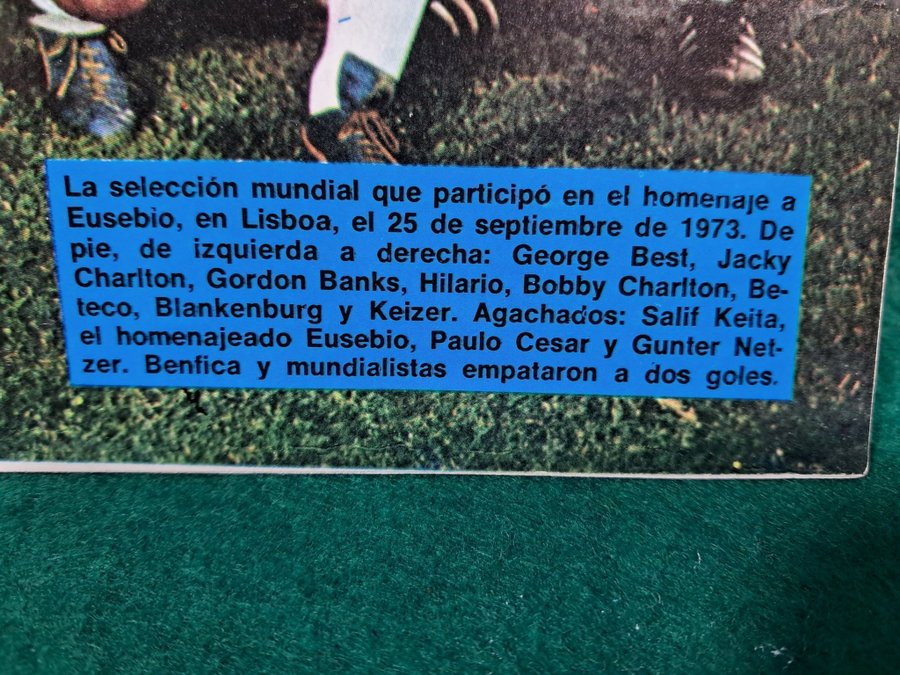 La selección mundial que participó en el homenaje a
Eusebio, en Lisboa, el 25 de septiembre de 1973. De
pie, de izquierda a derecha: George Best, Jacky
Charlton, Gordon Banks, Hilario, Bobby Charlton, Be-
teco, Blankenburg y Keizer. Agachados: Salif Keita,
el homenajeado Eusebio, Paulo Cesar y Gunter Net-
zer. Benfica y mundialistas empataron a dos goles.